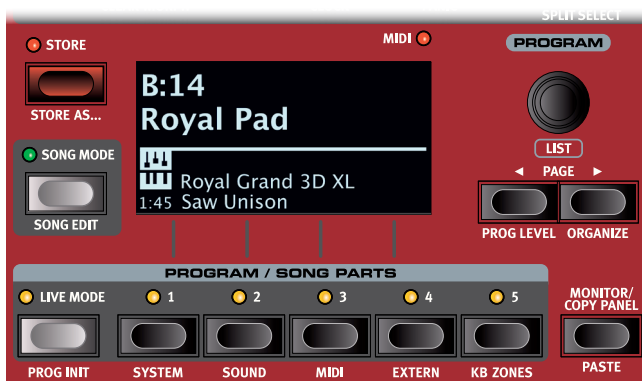 SPLIT SELECT
STORE
MIDI
PROGRAM
B:14
Royal Pad
STORE AS...
LIST
SONG MODE
PAGE
Royal Grand 3D XL
1:45 Saw Unison
SONG EDIT
PROG LEVEL ORGANIZE
PROGRAM / SONG PARTS
LIVE MODE 1 2 3 4 5
MONITOR/
COPY PANEL
PROG INIT SYSTEM SOUND MIDI EXTERN KB ZONES PASTE